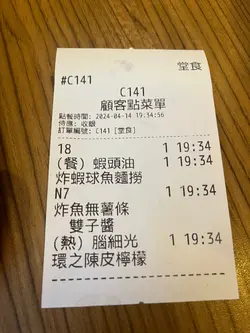 堂食
#C141
C141
顧客點菜單
點餐時間: 2024-04-14 19:34:56
侍應: 收銀
訂單編號: C141 [堂食]
18 1 19:34
(餐) 蝦頭油 1 19:34
炸蝦球魚麵撈
N7 1 19:34
炸魚無薯條
雙子醬
(熱) 腦細光 1 19:34
環之陳皮檸檬